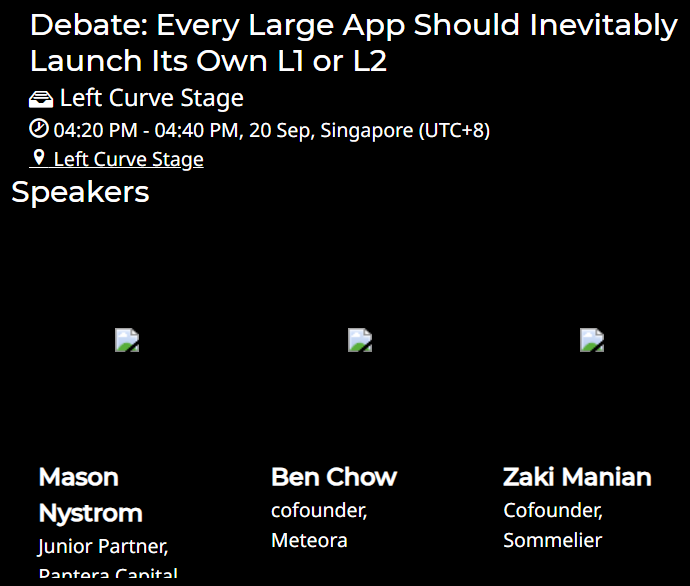 Debate: Every Large App Should Inevitably
Launch Its Own L1 or L2
Left Curve Stage
04:20 PM - 04:40 PM, 20 Sep, Singapore (UTC+8)
Left Curve Stage
Speakers
Mason
Nystrom
Junior Partner,
Pantera Capital
Ben Chow
cofounder,
Meteora
Zaki Manian
Cofounder,
Sommelier